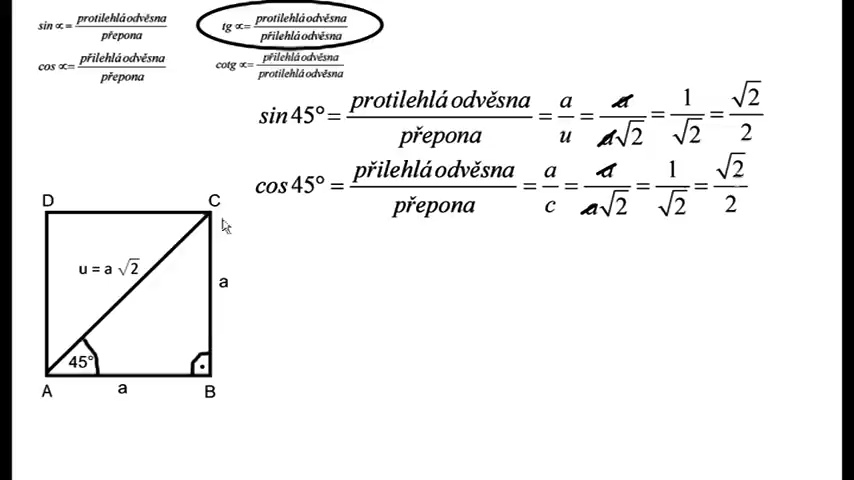 sin ∝= protilehlá odvěsna / přepona
tg ∝= protilehlá odvěsna / přilehlá odvěsna
cos ∝= přilehlá odvěsna / přepona
cotg ∝= přilehlá odvěsna / protilehlá odvěsna
sin 45° = protilehlá odvěsna / přepona = a / u = a / a√2 = 1 / √2 = √2 / 2
cos 45° = přilehlá odvěsna / přepona = a / c = a / a√2 = 1 / √2 = √2 / 2
D
C
u = a √2
a
45°
A
a
B